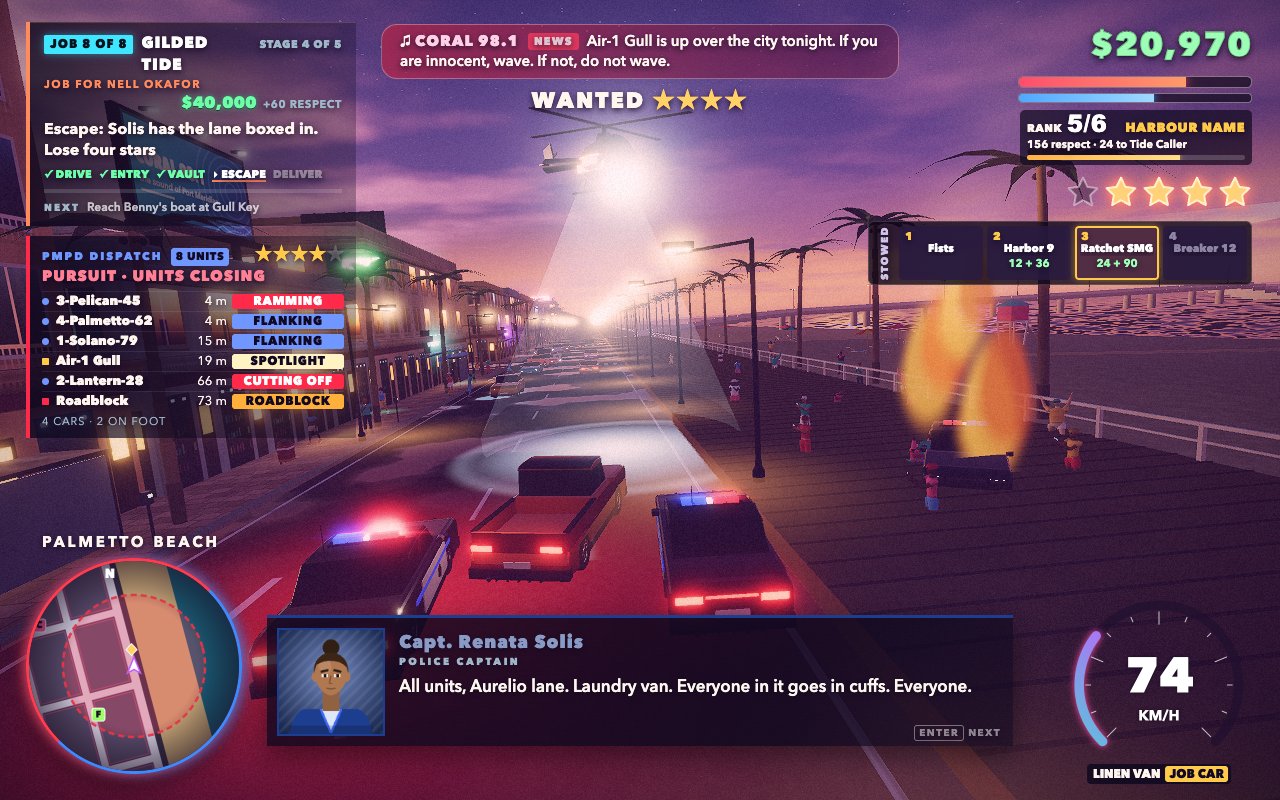 JOB 8 OF 8 GILDED TIDE STAGE 4 OF 5
JOB FOR NELL OKAFOR
$40,000 +60 RESPECT
Escape: Solis has the lane boxed in.
Lose four stars
✓DRIVE ✓ENTRY ✓VAULT ›ESCAPE DELIVER
NEXT Reach Benny's boat at Gull Key
PMPD DISPATCH 8 UNITS ★★★★★
PURSUIT · UNITS CLOSING
3-Pelican-45 4 m RAMMING
4-Palmetto-62 4 m FLANKING
1-Solano-79 15 m FLANKING
Air-1 Gull 19 m SPOTLIGHT
2-Lantern-28 66 m CUTTING OFF
Roadblock 73 m ROADBLOCK
4 CARS · 2 ON FOOT
♫ CORAL 98.1 NEWS Air-1 Gull is up over the city tonight. If you
are innocent, wave. If not, do not wave.
WANTED ★★★★
$20,970
RANK 5/6 HARBOUR NAME
156 respect · 24 to Tide Caller
STOWED
1 Fists
2 Harbor 9 12 + 36
3 Ratchet SMG 24 + 90
4 Breaker 12
PALMETTO BEACH
N
F
Capt. Renata Solis
POLICE CAPTAIN
All units, Aurelio lane. Laundry van. Everyone in it goes in cuffs. Everyone.
ENTER NEXT
74
KM/H
LINEN VAN JOB CAR